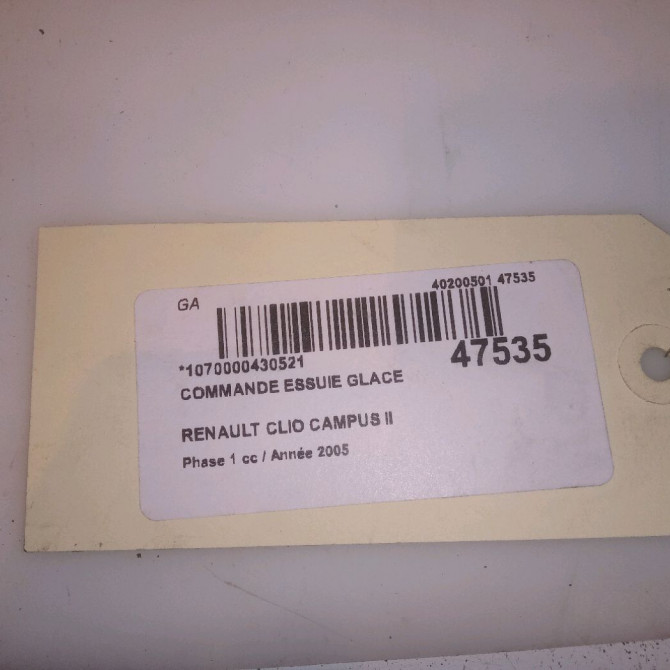 GA
40200501 47535
*1070000430521
47535
COMMANDE ESSUIE GLACE
RENAULT CLIO CAMPUS II
Phase 1 cc / Année 2005